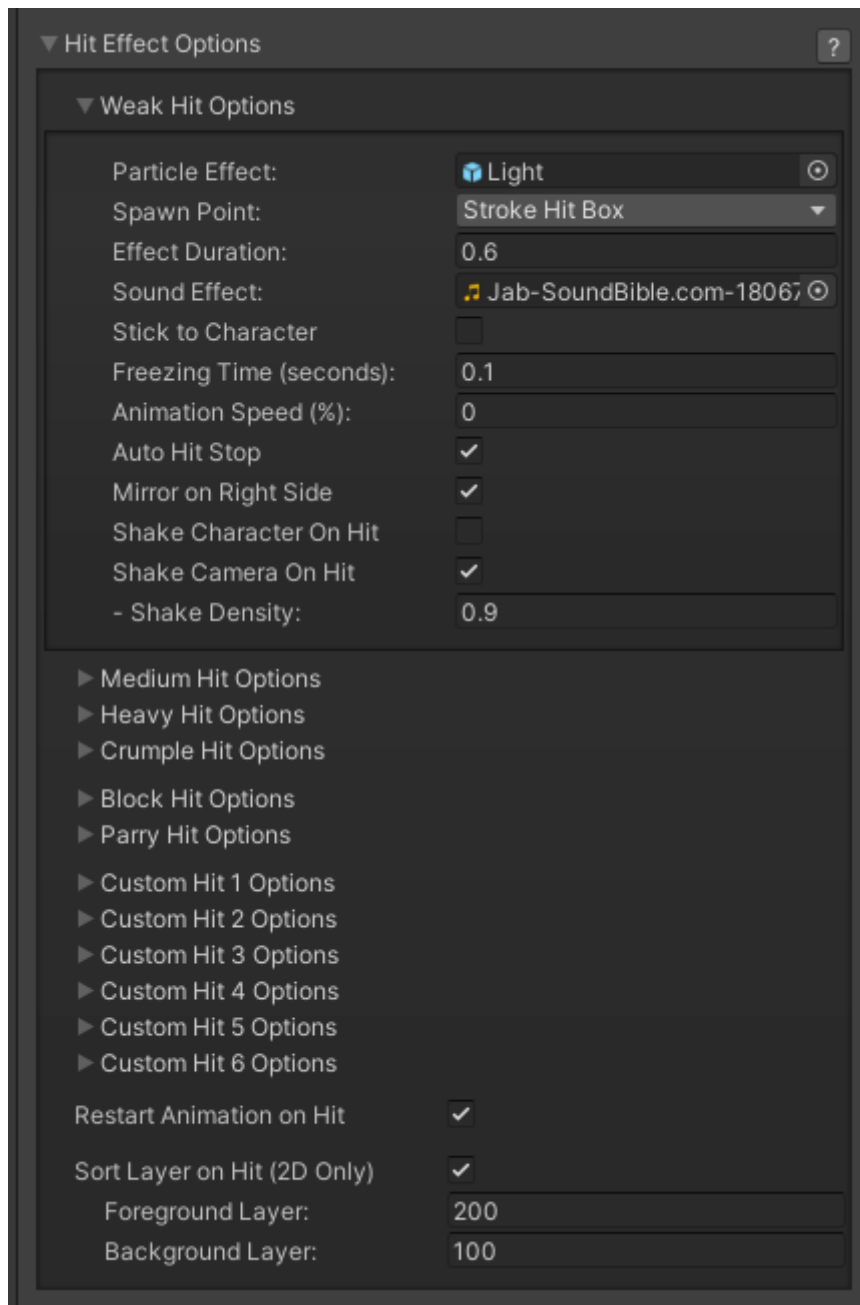 Hit Effect Options
?
Weak Hit Options
Particle Effect: Light
Spawn Point: Stroke Hit Box
Effect Duration: 0.6
Sound Effect: Jab-SoundBible.com-18067
Stick to Character
Freezing Time (seconds): 0.1
Animation Speed (%): 0
Auto Hit Stop
Mirror on Right Side
Shake Character On Hit
Shake Camera On Hit
- Shake Density: 0.9
Medium Hit Options
Heavy Hit Options
Crumple Hit Options
Block Hit Options
Parry Hit Options
Custom Hit 1 Options
Custom Hit 2 Options
Custom Hit 3 Options
Custom Hit 4 Options
Custom Hit 5 Options
Custom Hit 6 Options
Restart Animation on Hit
Sort Layer on Hit (2D Only)
Foreground Layer: 200
Background Layer: 100